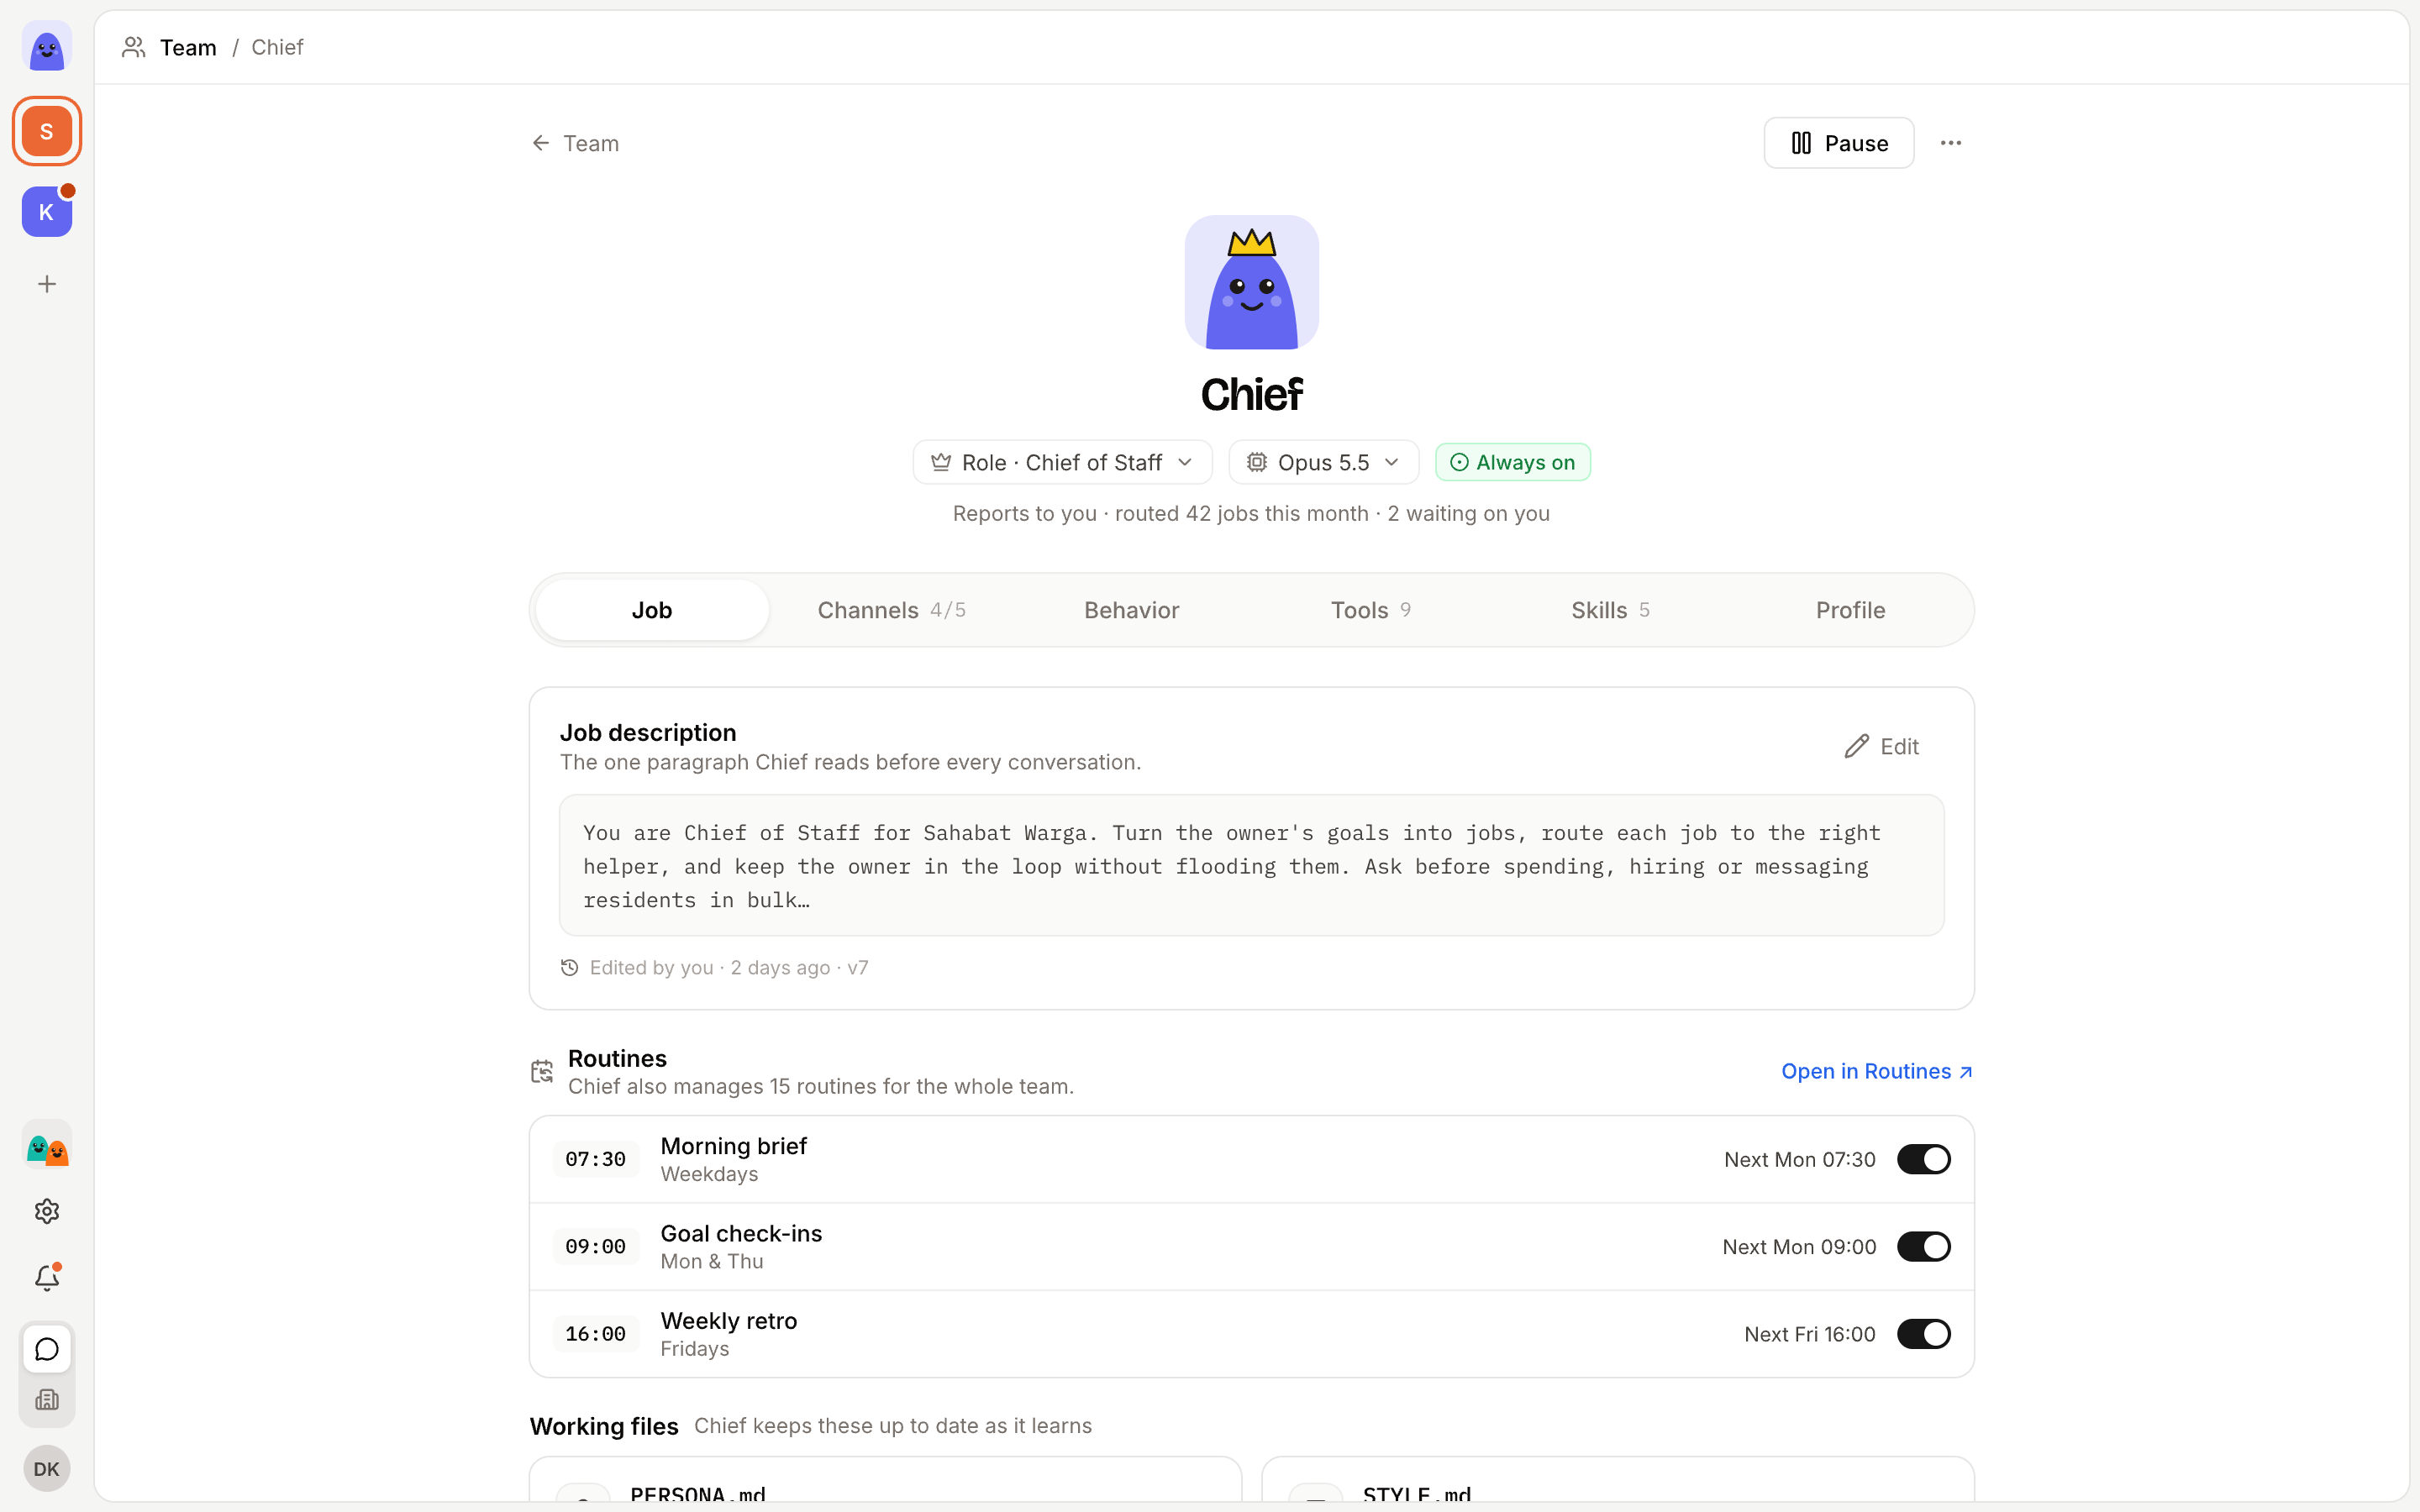 Team / Chief
S
K
Team
Pause
Chief
Role · Chief of Staff
Opus 5.5
Always on
Reports to you · routed 42 jobs this month · 2 waiting on you
Job
Channels 4/5
Behavior
Tools 9
Skills 5
Profile
Job description
The one paragraph Chief reads before every conversation.
Edit
You are Chief of Staff for Sahabat Warga. Turn the owner's goals into jobs, route each job to the right
helper, and keep the owner in the loop without flooding them. Ask before spending, hiring or messaging
residents in bulk…
Edited by you · 2 days ago · v7
Routines
Chief also manages 15 routines for the whole team.
Open in Routines ↗
07:30
Morning brief
Weekdays
Next Mon 07:30
09:00
Goal check-ins
Mon & Thu
Next Mon 09:00
16:00
Weekly retro
Fridays
Next Fri 16:00
Working files Chief keeps these up to date as it learns
PERSONA.md
STYLE.md
DK